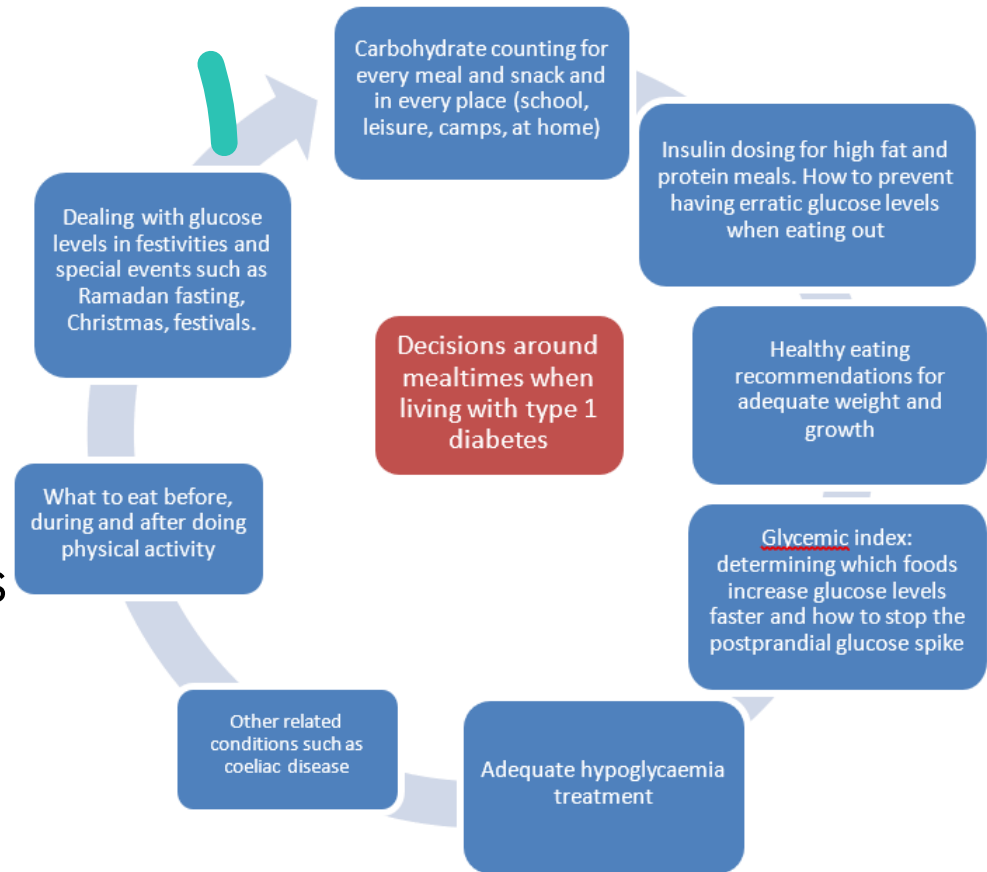 Carbohydrate counting for
every meal and snack and
in every place (school,
leisure, camps, at home)
Insulin dosing for high fat and
protein meals. How to prevent
having erratic glucose levels
when eating out
Healthy eating
recommendations for
adequate weight and
growth
Glycemic index:
determining which foods
increase glucose levels
faster and how to stop the
postprandial glucose spike
Adequate hypoglycaemia
treatment
Other related
conditions such as
coeliac disease
What to eat before,
during and after doing
physical activity
s
Dealing with glucose
levels in festivities and
special events such as
Ramadan fasting,
Christmas, festivals.
Decisions around
mealtimes when
living with type 1
diabetes